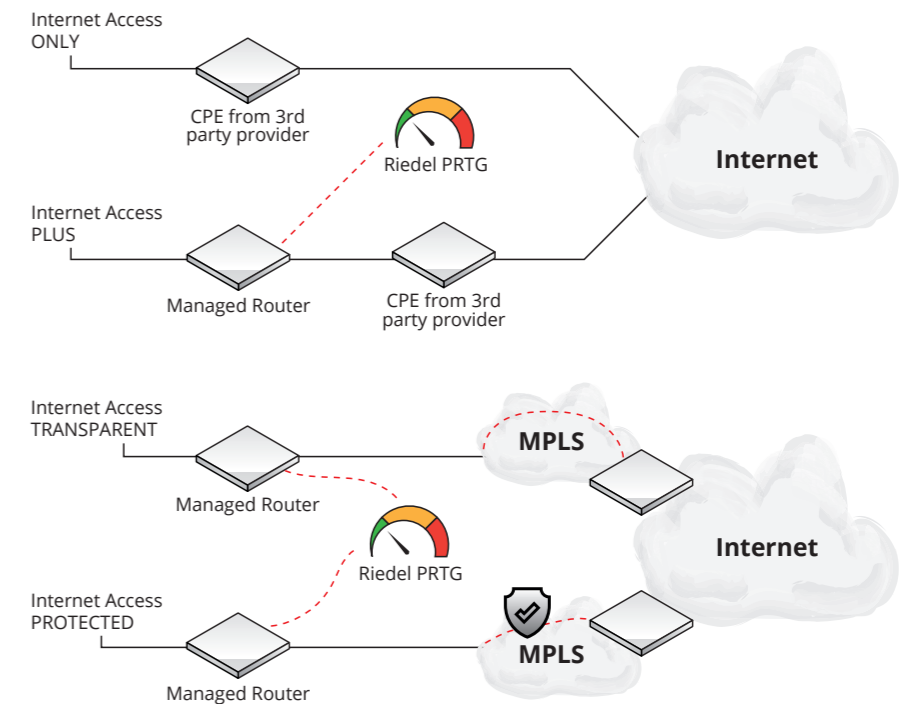 Internet Access
ONLY
CPE from 3rd
party provider
Riedel PRTG
Internet
Internet Access
PLUS
Managed Router
CPE from 3rd
party provider
Internet Access
TRANSPARENT
MPLS
Managed Router
Internet
Riedel PRTG
Internet Access
PROTECTED
MPLS
Managed Router